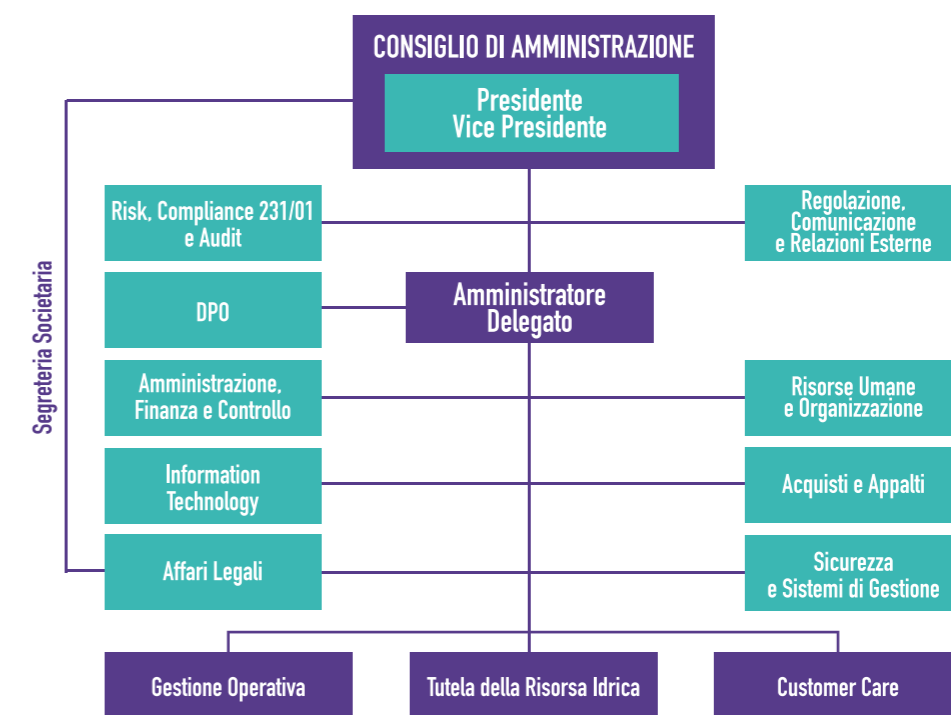 CONSIGLIO DI AMMINISTRAZIONE
Presidente
Vice Presidente
Segreteria Societaria
Risk, Compliance 231/01
e Audit
Regolazione,
Comunicazione
e Relazioni Esterne
DPO
Amministratore
Delegato
Amministrazione,
Finanza e Controllo
Risorse Umane
e Organizzazione
Information
Technology
Acquisti e Appalti
Affari Legali
Sicurezza
e Sistemi di Gestione
Gestione Operativa
Tutela della Risorsa Idrica
Customer Care